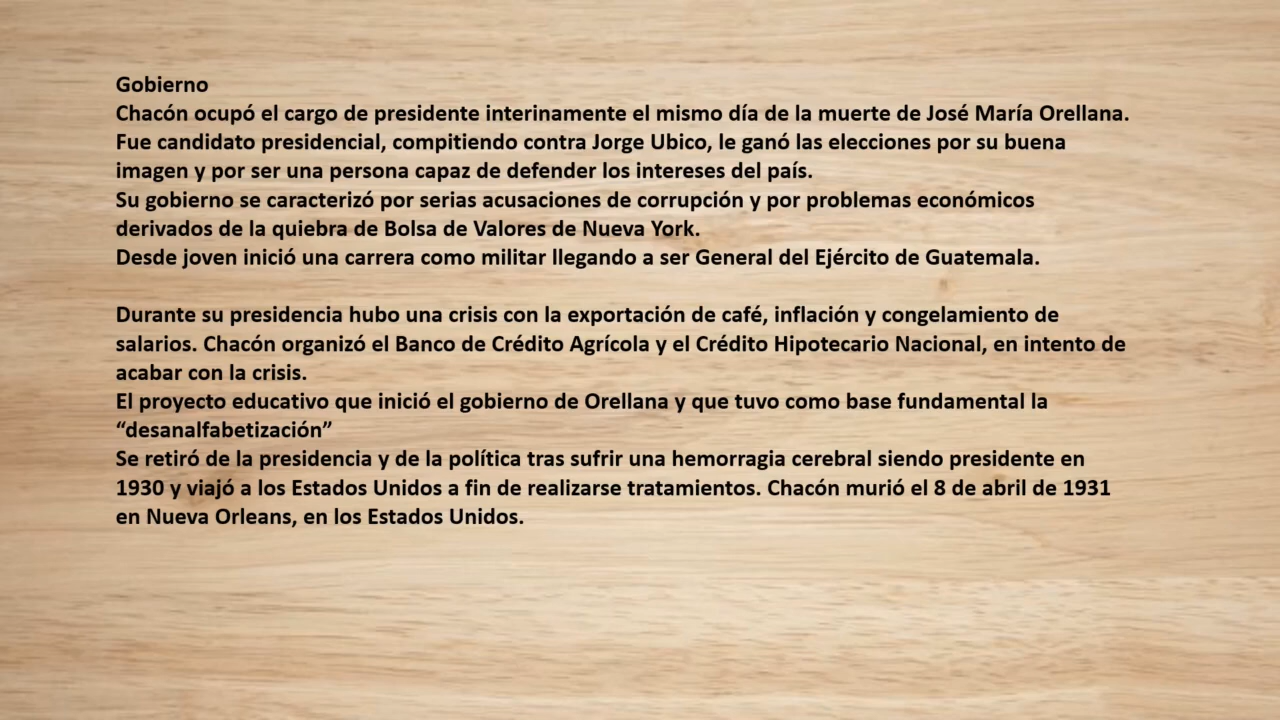 Gobierno
Chacón ocupó el cargo de presidente interinamente el mismo día de la muerte de José María Orellana.
Fue candidato presidencial, compitiendo contra Jorge Ubico, le ganó las elecciones por su buena
imagen y por ser una persona capaz de defender los intereses del país.
Su gobierno se caracterizó por serias acusaciones de corrupción y por problemas económicos
derivados de la quiebra de Bolsa de Valores de Nueva York.
Desde joven inició una carrera como militar llegando a ser General del Ejército de Guatemala.
Durante su presidencia hubo una crisis con la exportación de café, inflación y congelamiento de
salarios. Chacón organizó el Banco de Crédito Agrícola y el Crédito Hipotecario Nacional, en intento de
acabar con la crisis.
El proyecto educativo que inició el gobierno de Orellana y que tuvo como base fundamental la
“desanalfabetización”
Se retiró de la presidencia y de la política tras sufrir una hemorragia cerebral siendo presidente en
1930 y viajó a los Estados Unidos a fin de realizarse tratamientos. Chacón murió el 8 de abril de 1931
en Nueva Orleans, en los Estados Unidos.